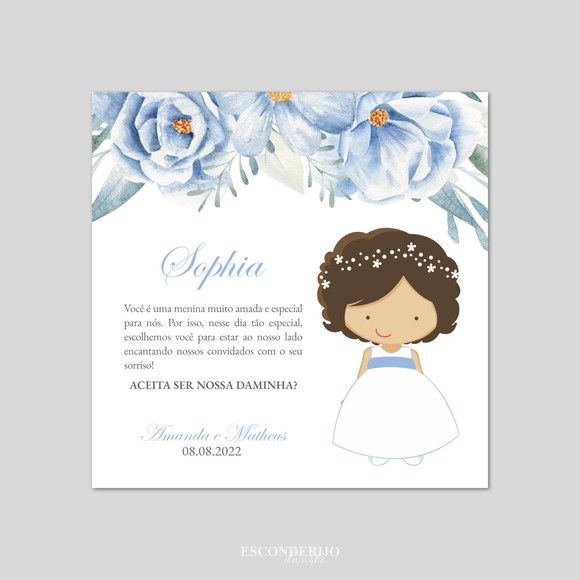 Sophia
Você é uma menina muito amada e especial
para nós. Por isso, nesse dia tão especial,
escolhemos você para estar ao nosso lado
encantando nossos convidados com o seu
sorriso!
ACEITA SER NOSSA DAMINHA?
Amanda e Matheus
08.08.2022
ESCONDERIJO
da arte